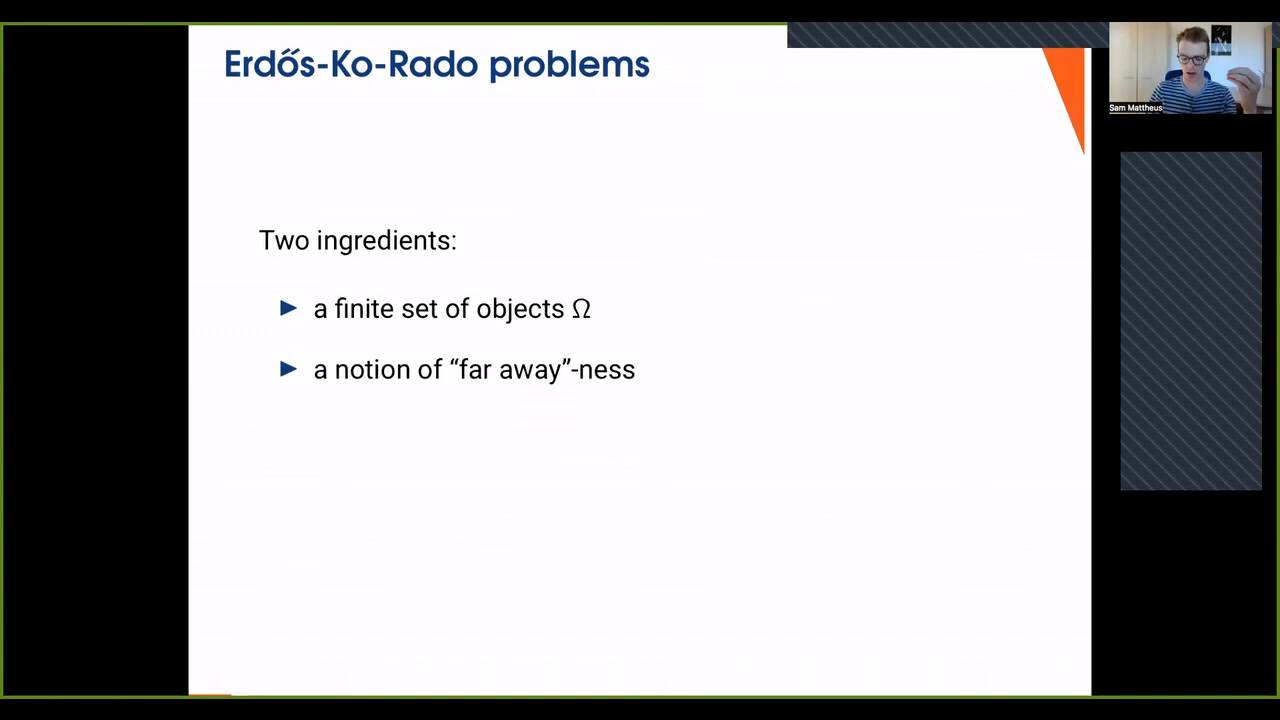 Erdős-Ko-Rado problems
Sam Mattheus
Two ingredients:
a finite set of objects Ω
a notion of “far away”-ness